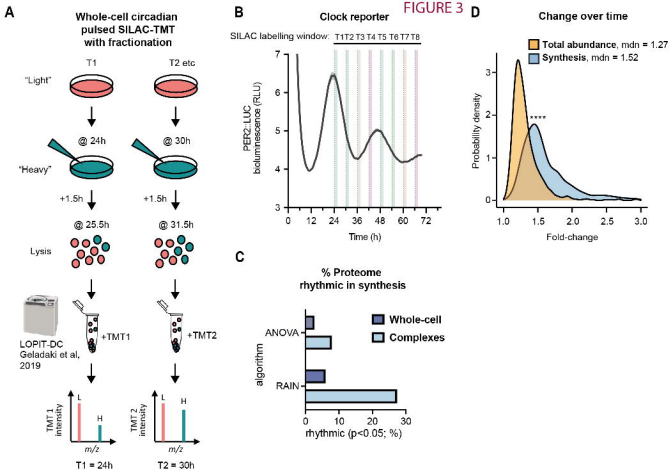 FIGURE 3
A
Whole-cell circadian
pulsed SILAC-TMT
with fractionation
T1
T2 etc
"Light"
@ 24h
@ 30h
"Heavy"
+1.5h
+1.5h
@ 25.5h
@ 31.5h
Lysis
LOPIT-DC
Geladaki et al,
2019
+TMT1
+TMT2
TMT 1
intensity
L
H
m/z
TMT 2
intensity
L
H
m/z
T1 = 24h
T2 = 30h
B
Clock reporter
SILAC labelling window: T1 T2 T3 T4 T5 T6 T7 T8
PER2::LUC
bioluminescence (RLU)
7
6
5
4
3
0 12 24 36 48 60 72
Time (h)
C
% Proteome
rhythmic in synthesis
Whole-cell
Complexes
algorithm
ANOVA
RAIN
0 10 20 30
rhythmic (p<0.05; %)
D
Change over time
Total abundance, mdn = 1.27
Synthesis, mdn = 1.52
****
Probability density
3
2
1
0
1.0 1.5 2.0 2.5 3.0
Fold-change